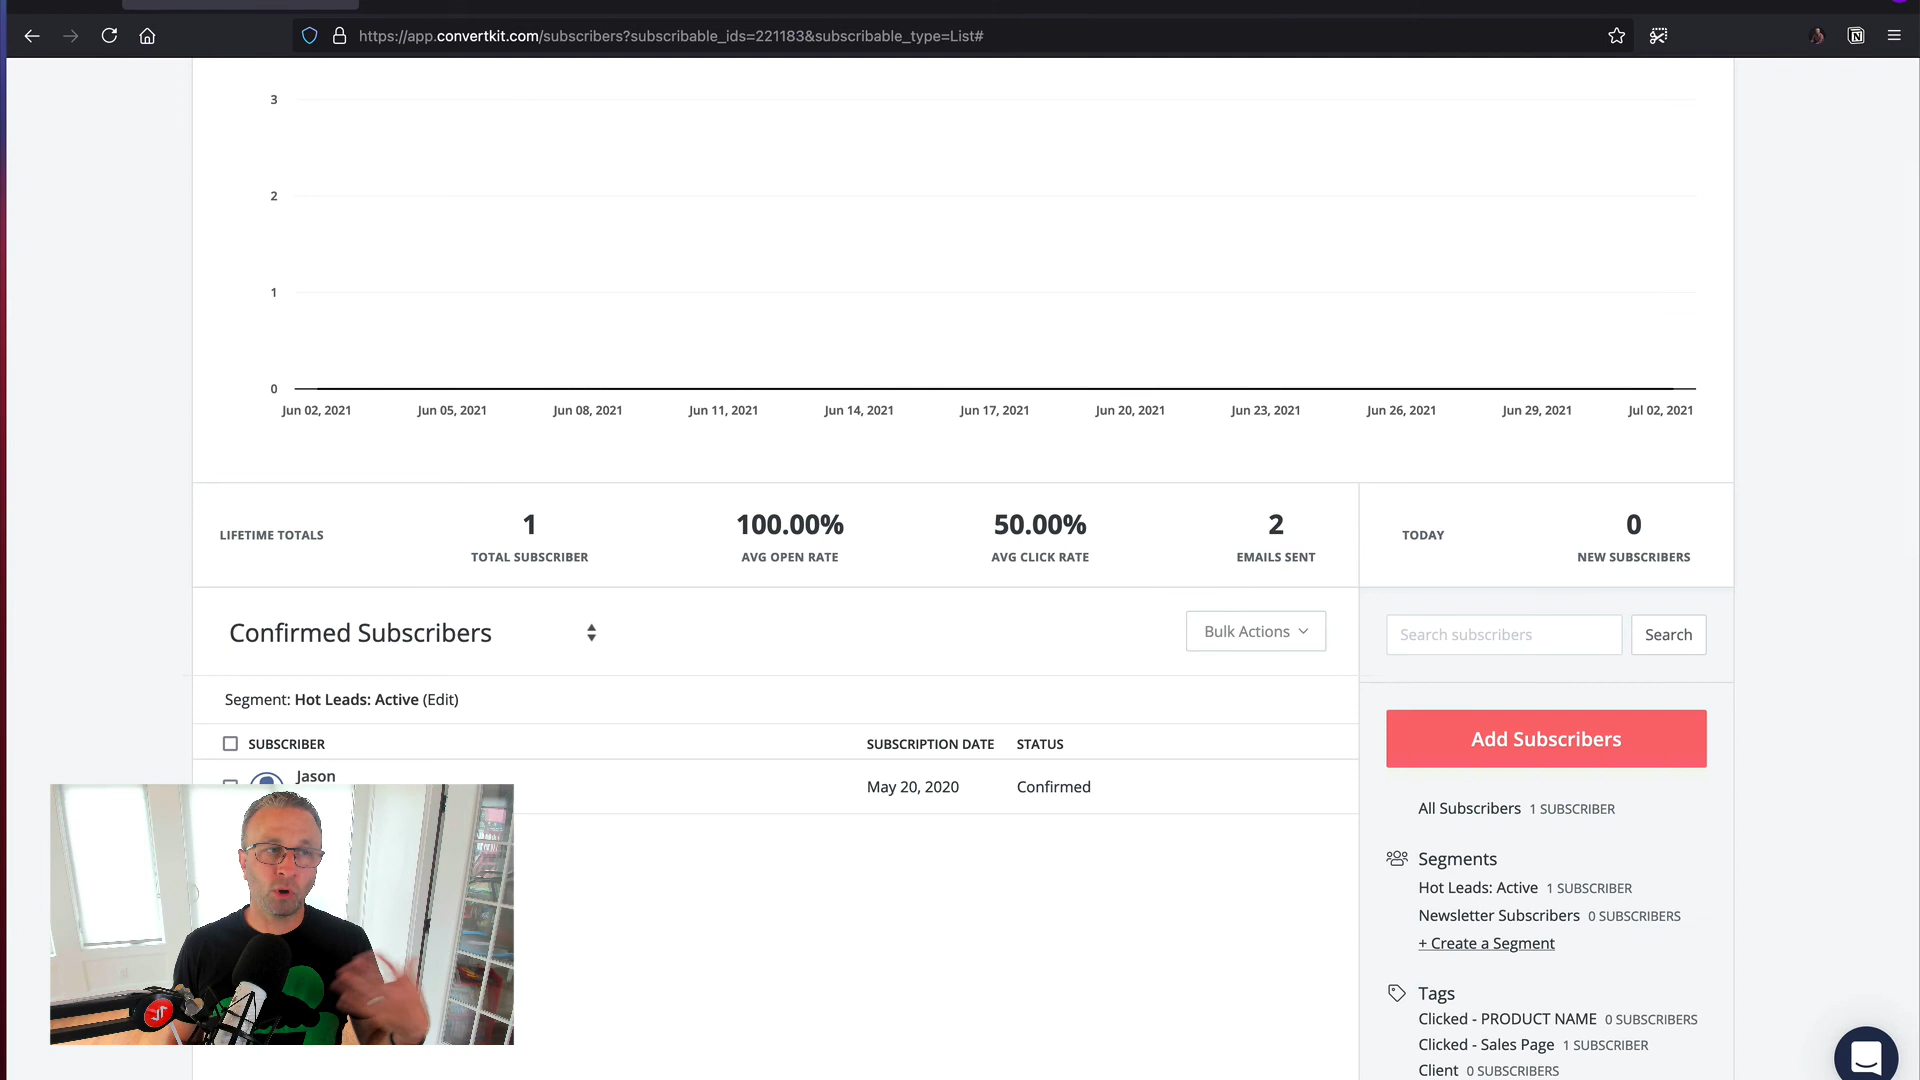 https://app.convertkit.com/subscribers?subscribable_ids=221183&subscribable_type=List#
3
2
1
0
Jun 02, 2021 Jun 05, 2021 Jun 08, 2021 Jun 11, 2021 Jun 14, 2021 Jun 17, 2021 Jun 20, 2021 Jun 23, 2021 Jun 26, 2021 Jun 29, 2021 Jul 02, 2021
LIFETIME TOTALS
1
TOTAL SUBSCRIBER
100.00%
AVG OPEN RATE
50.00%
AVG CLICK RATE
2
EMAILS SENT
TODAY
0
NEW SUBSCRIBERS
Confirmed Subscribers
Bulk Actions
Segment: Hot Leads: Active (Edit)
SUBSCRIBER SUBSCRIPTION DATE STATUS
Jason
May 20, 2020 Confirmed
Search subscribers Search
Add Subscribers
All Subscribers 1 SUBSCRIBER
Segments
Hot Leads: Active 1 SUBSCRIBER
Newsletter Subscribers 0 SUBSCRIBERS
+ Create a Segment
Tags
Clicked - PRODUCT NAME 0 SUBSCRIBERS
Clicked - Sales Page 1 SUBSCRIBER
Client 0 SUBSCRIBERS